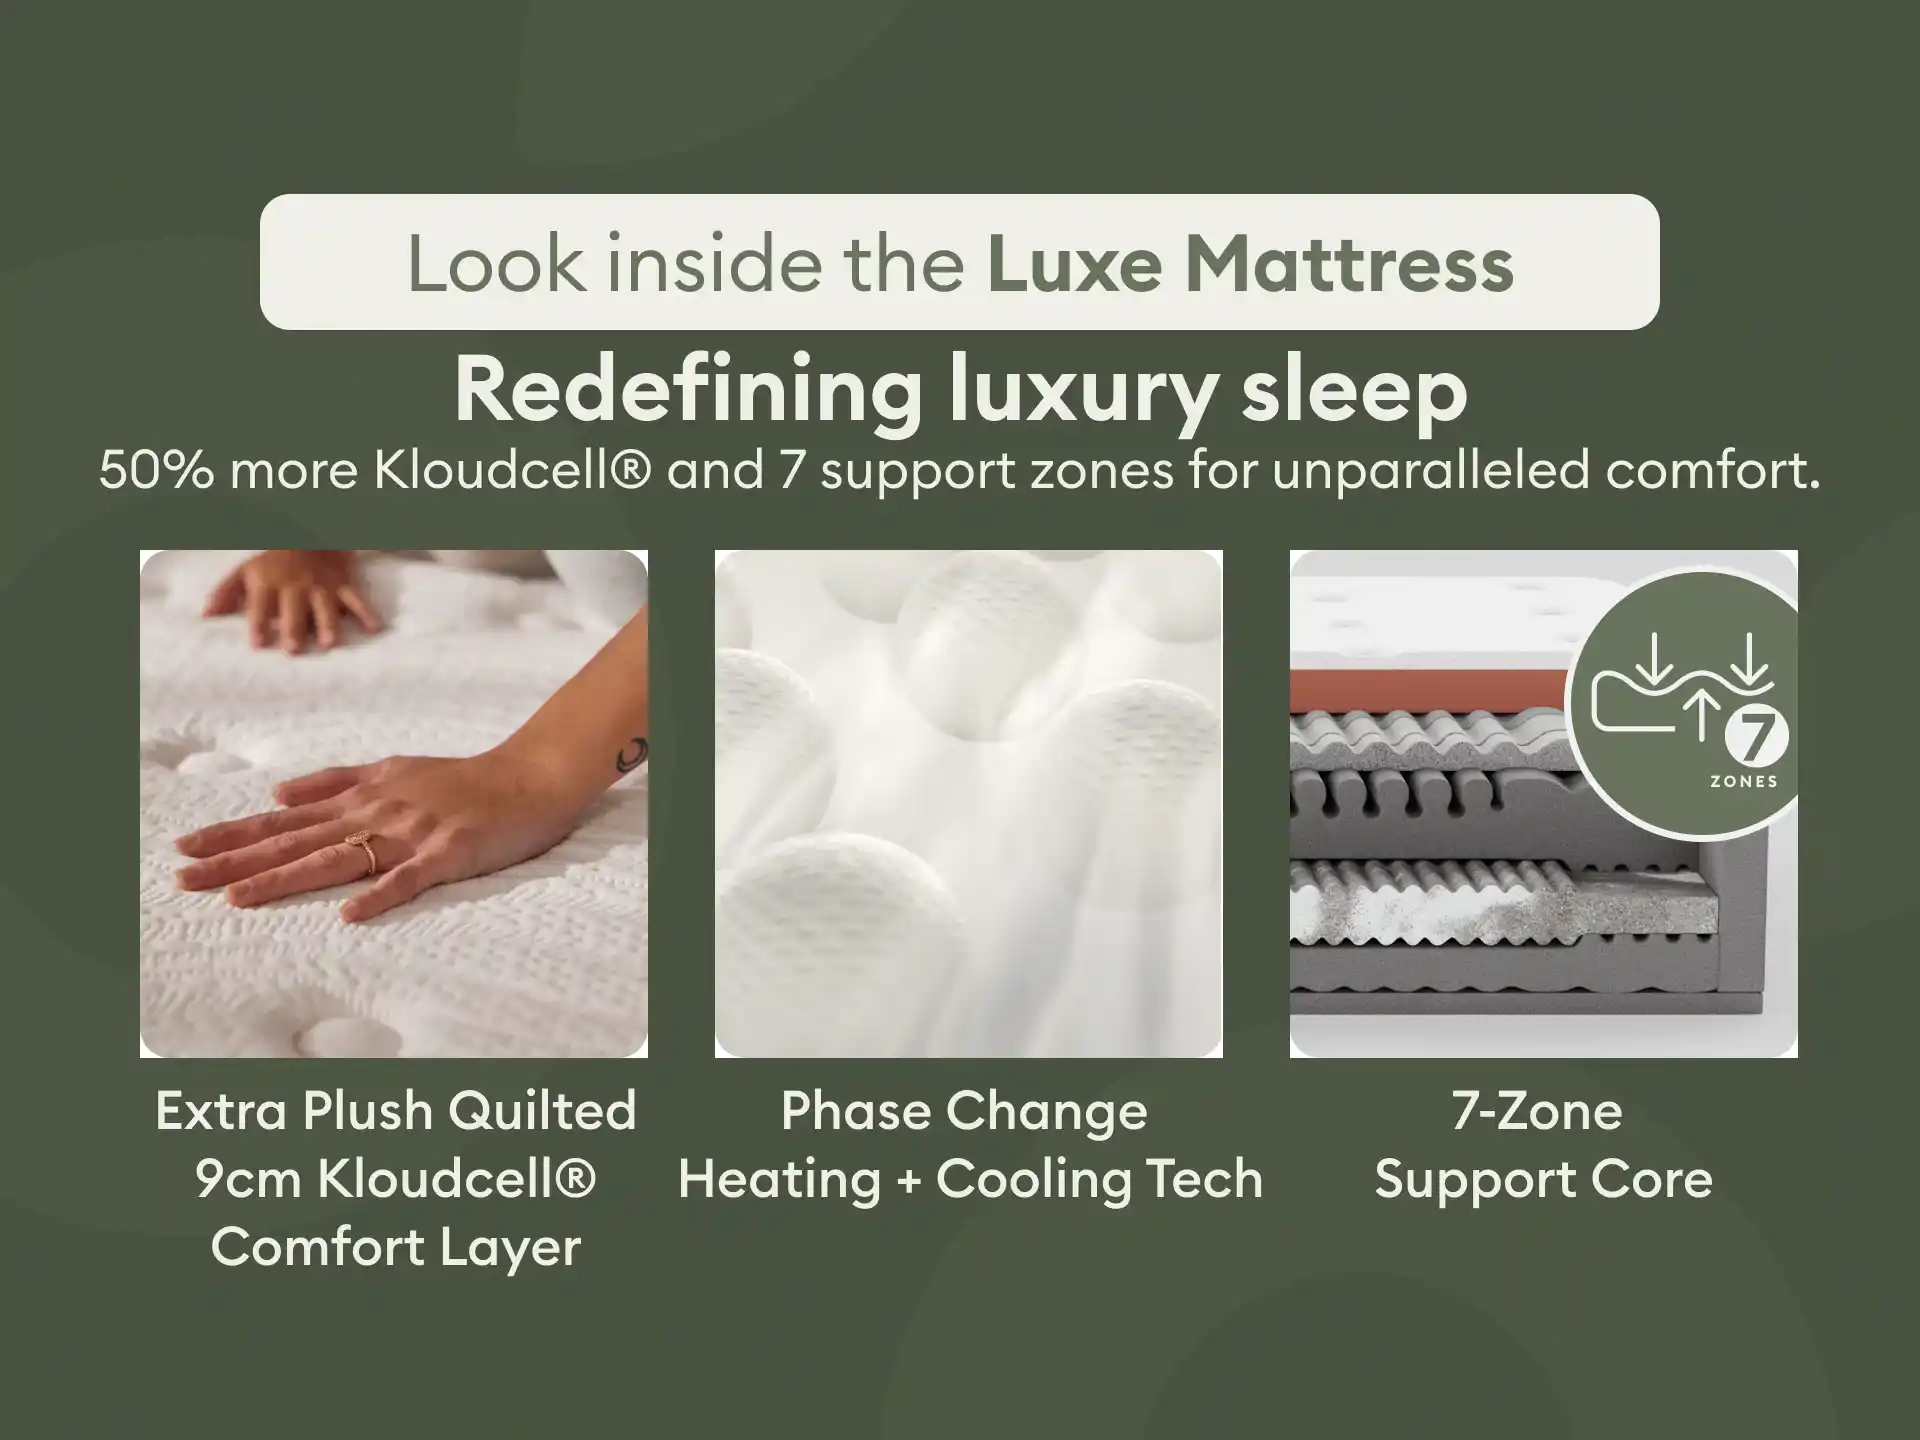 Look inside the Luxe Mattress
Redefining luxury sleep
50% more Kloudcell® and 7 support zones for unparalleled comfort.
7
ZONES
Extra Plush Quilted
9cm Kloudcell®
Comfort Layer
Phase Change
Heating + Cooling Tech
7-Zone
Support Core